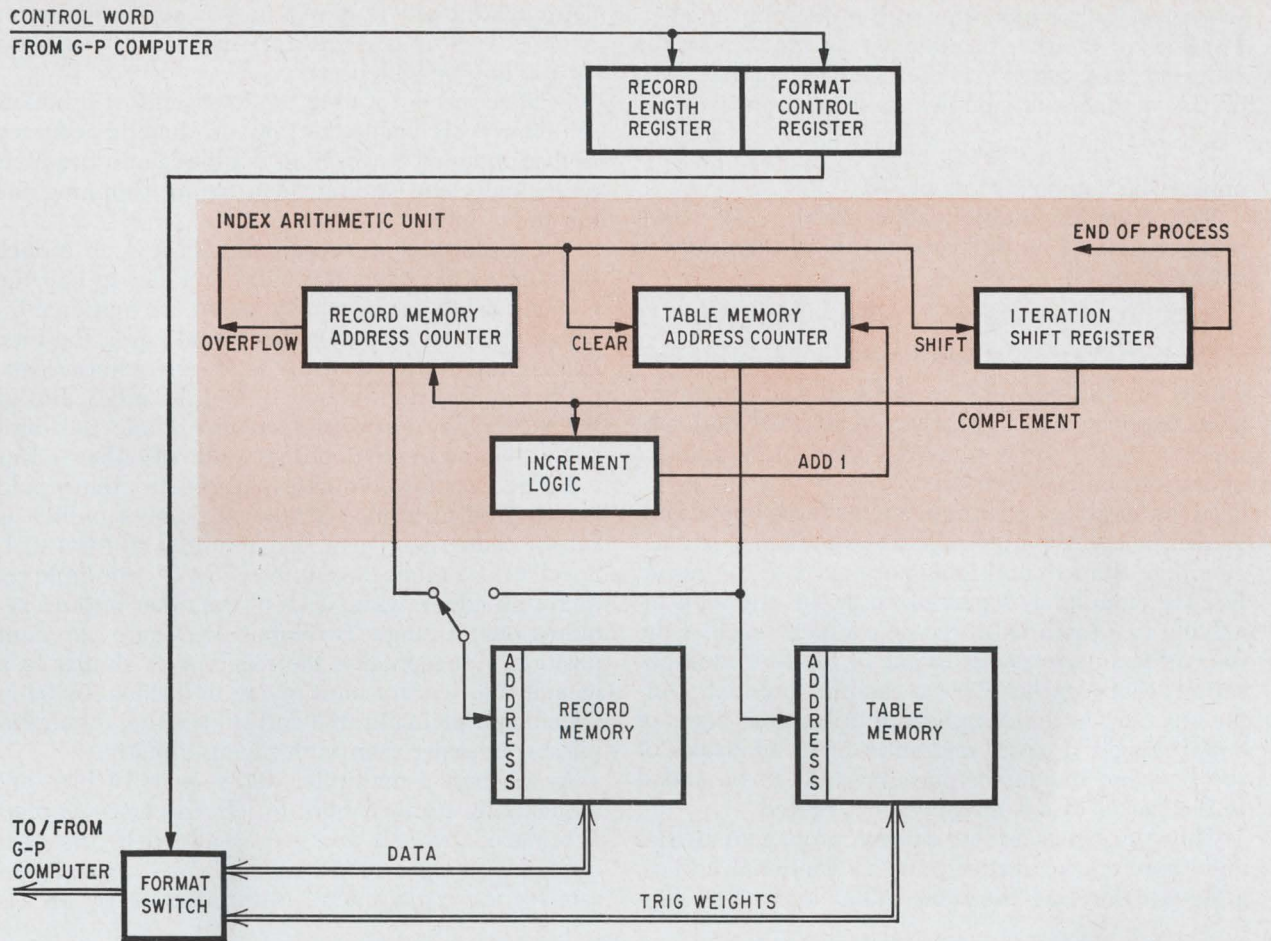 CONTROL WORD
FROM G-P COMPUTER
RECORD
LENGTH
REGISTER
FORMAT
CONTROL
REGISTER
INDEX ARITHMETIC UNIT
END OF PROCESS
RECORD MEMORY
ADDRESS COUNTER
TABLE MEMORY
ADDRESS COUNTER
ITERATION
SHIFT REGISTER
OVERFLOW
CLEAR
SHIFT
COMPLEMENT
INCREMENT
LOGIC
ADD 1
ADDRESS
RECORD
MEMORY
ADDRESS
TABLE
MEMORY
TO/FROM
G-P
COMPUTER
FORMAT
SWITCH
DATA
TRIG WEIGHTS